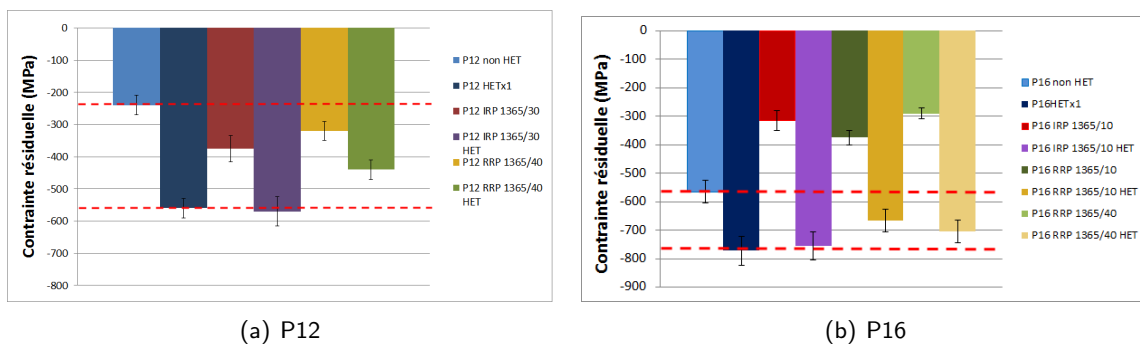 0
-100
-200
-300
-400
-500
-600
-700
-800
Contrainte résiduelle (MPa)
P12 non HET
P12 HETx1
P12 IRP 1365/30
P12 IRP 1365/30
HET
P12 RRP 1365/40
P12 RRP 1365/40
HET
(a) P12
0
-100
-200
-300
-400
-500
-600
-700
-800
-900
Contrainte résiduelle (MPa)
P16 non HET
P16HETx1
P16 IRP 1365/10
P16 IRP 1365/10 HET
P16 RRP 1365/10
P16 RRP 1365/10 HET
P16 RRP 1365/40
P16 RRP 1365/40 HET
(b) P16